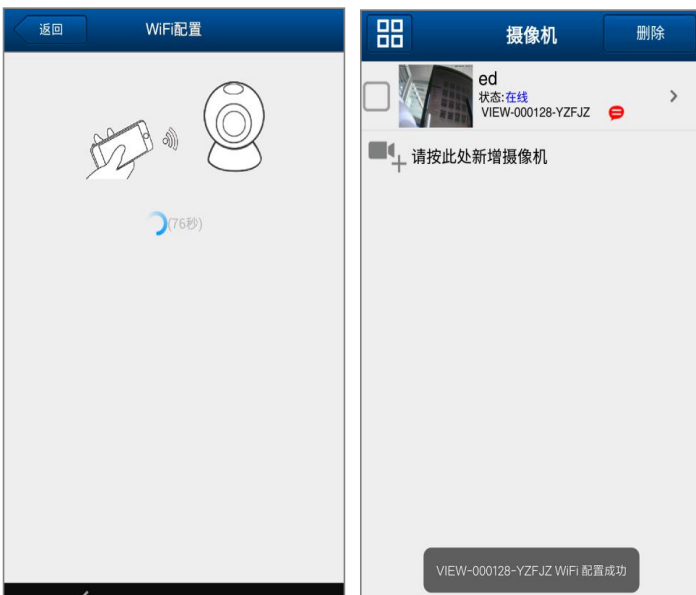 返回
WiFi配置
(76秒)
摄像机
删除
ed
状态:在线
VIEW-000128-YZFJZ
请按此处新增摄像机
VIEW-000128-YZFJZ WiFi 配置成功